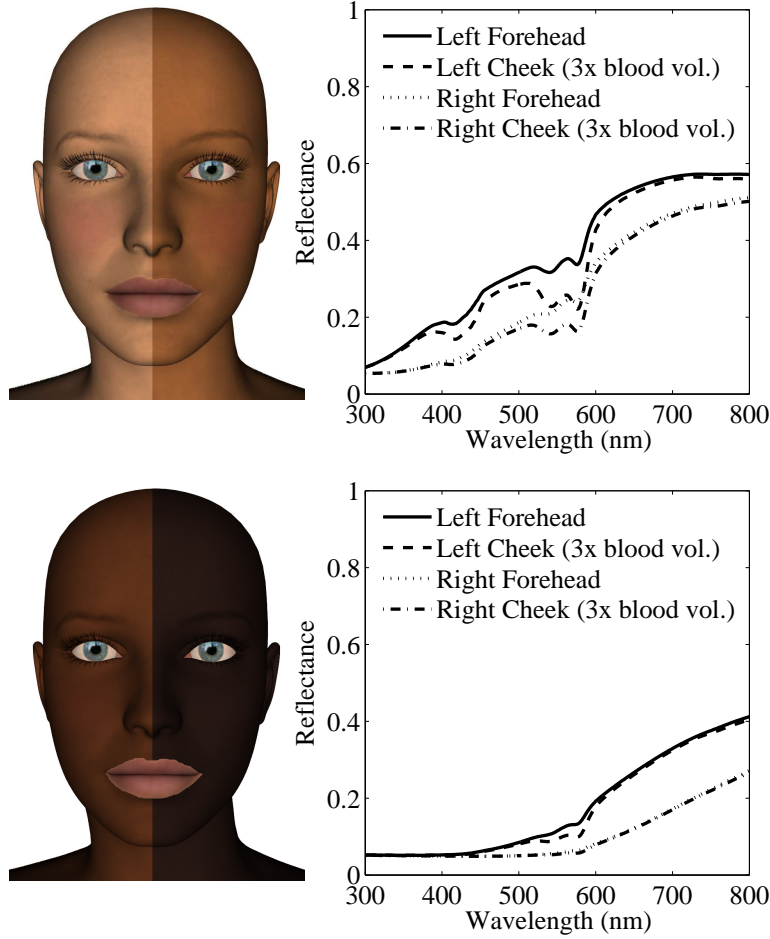 1
0.8
0.6
0.4
0.2
0
Reflectance
Left Forehead
Left Cheek (3x blood vol.)
Right Forehead
Right Cheek (3x blood vol.)
300 400 500 600 700 800
Wavelength (nm)
1
0.8
0.6
0.4
0.2
0
Reflectance
Left Forehead
Left Cheek (3x blood vol.)
Right Forehead
Right Cheek (3x blood vol.)
300 400 500 600 700 800
Wavelength (nm)